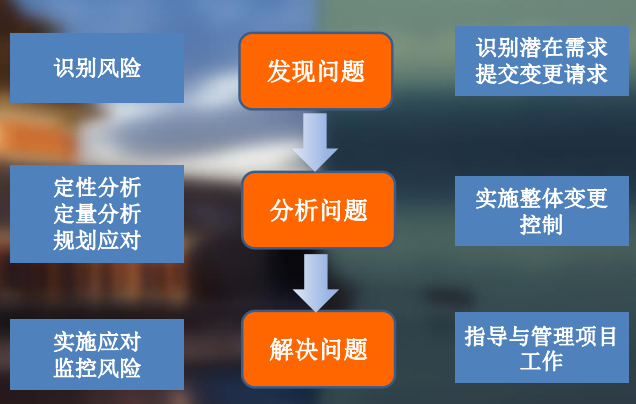 识别风险
发现问题
识别潜在需求
提交变更请求
定性分析
定量分析
规划应对
分析问题
实施整体变更
控制
实施应对
监控风险
解决问题
指导与管理项目
工作